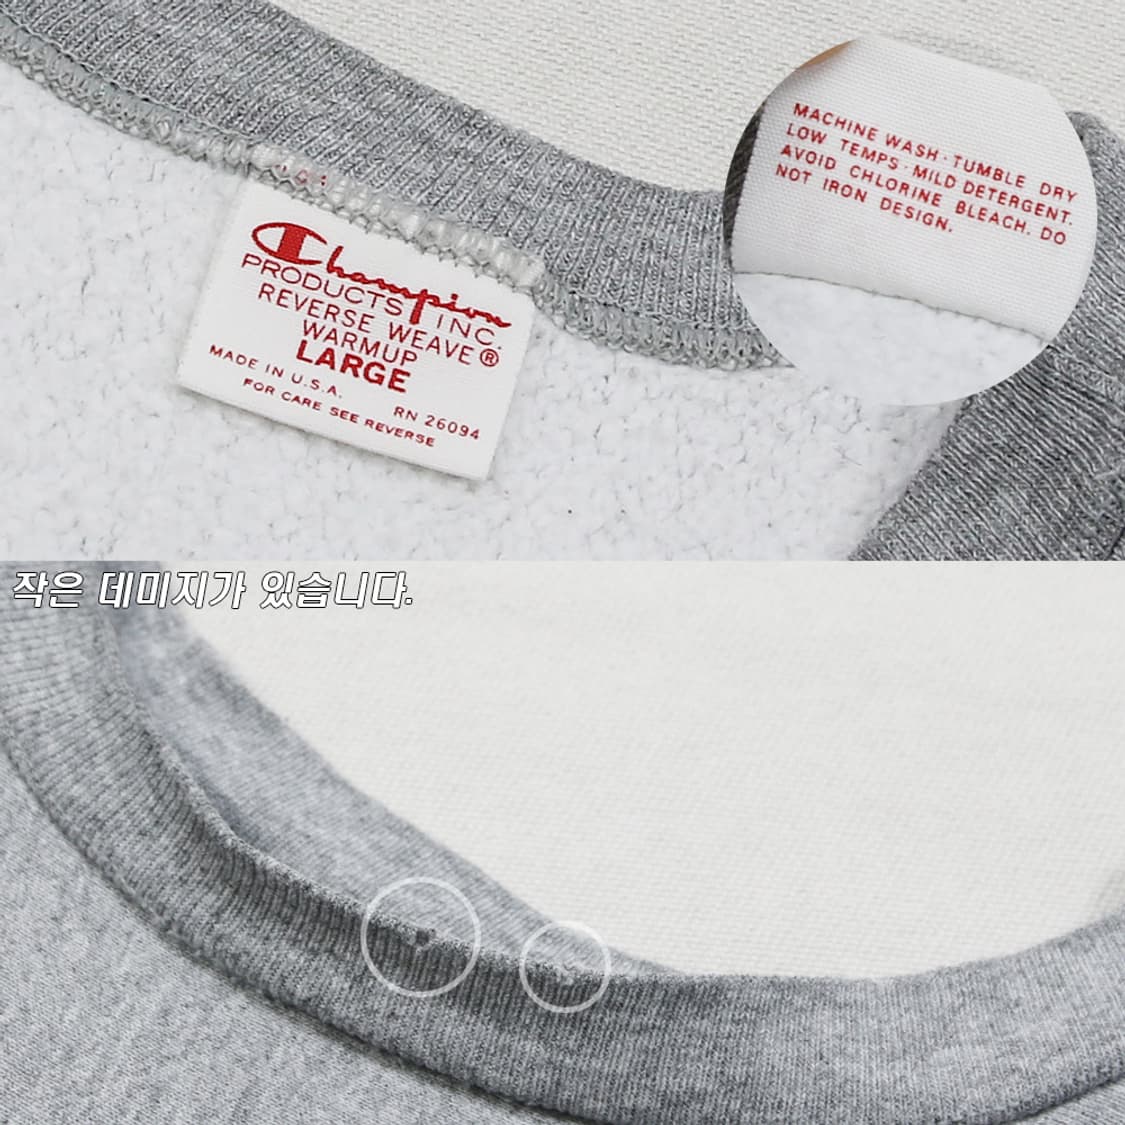 Champion
PRODUCTS INC.
REVERSE WEAVE®
WARMUP
LARGE
MADE IN U.S.A.
RN 26094
FOR CARE SEE REVERSE
MACHINE WASH · TUMBLE DRY
LOW TEMPS · MILD DETERGENT.
AVOID CHLORINE BLEACH. DO
NOT IRON DESIGN.
작은 데미지가 있습니다.